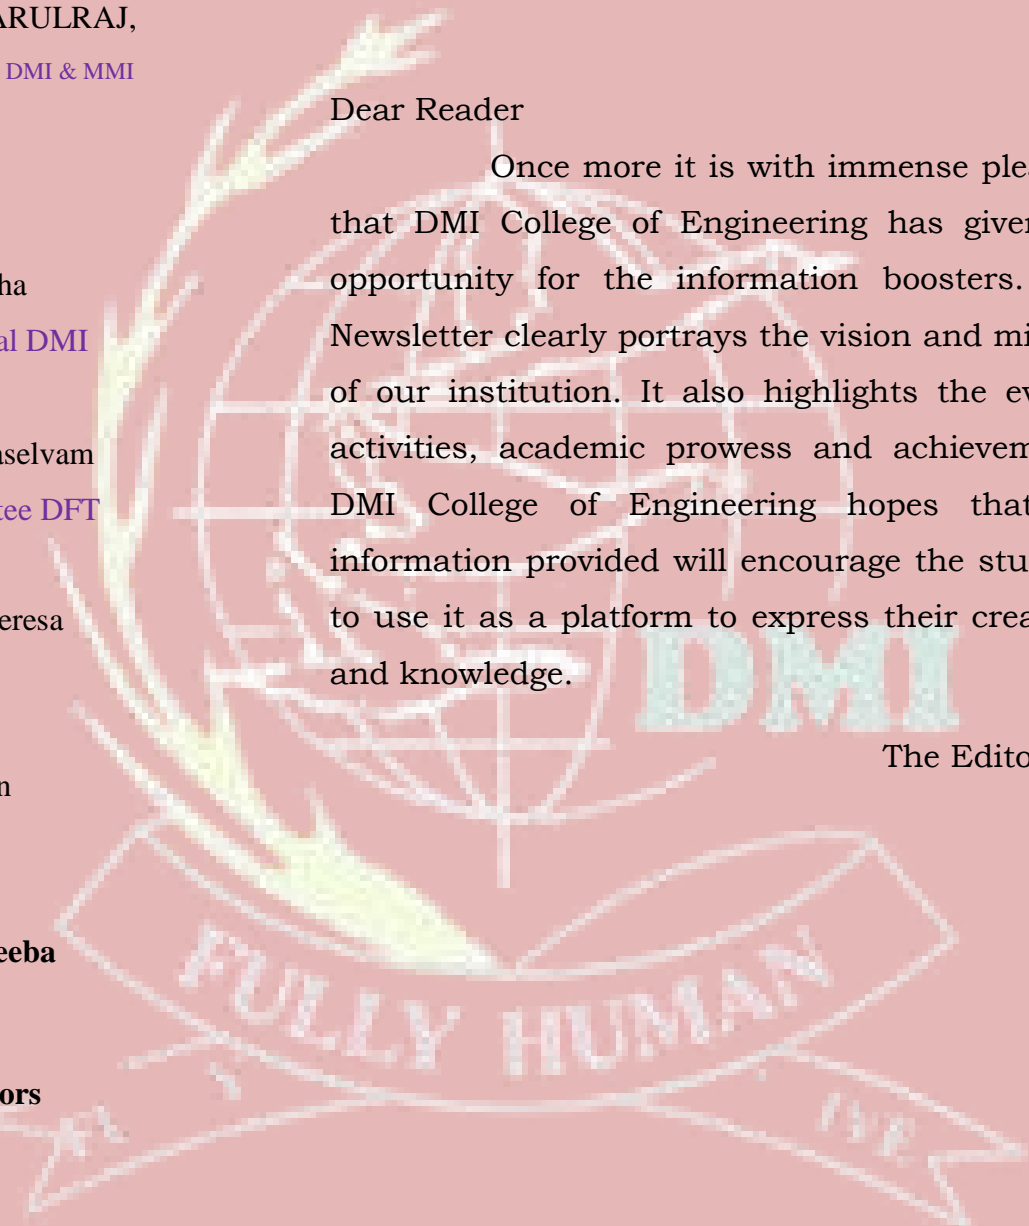 ARULRAJ,
DMI & MMI
ha
al DMI
aselvam
tee DFT
eresa
n
eeba
ors
Dear Reader
Once more it is with immense plea
that DMI College of Engineering has given
opportunity for the information boosters.
Newsletter clearly portrays the vision and mi
of our institution. It also highlights the ev
activities, academic prowess and achievem
DMI College of Engineering hopes that
information provided will encourage the stu
to use it as a platform to express their crea
and knowledge.
The Edito
DMI
FULLY HUMAN